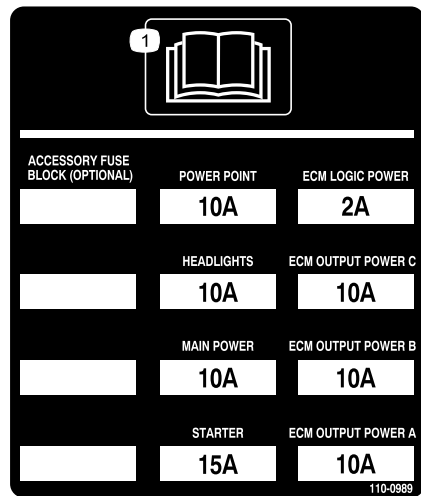 1
ACCESSORY FUSE
BLOCK (OPTIONAL)
POWER POINT
ECM LOGIC POWER
10A
2A
HEADLIGHTS
ECM OUTPUT POWER C
10A
10A
MAIN POWER
ECM OUTPUT POWER B
10A
10A
STARTER
ECM OUTPUT POWER A
15A
10A
110-0989